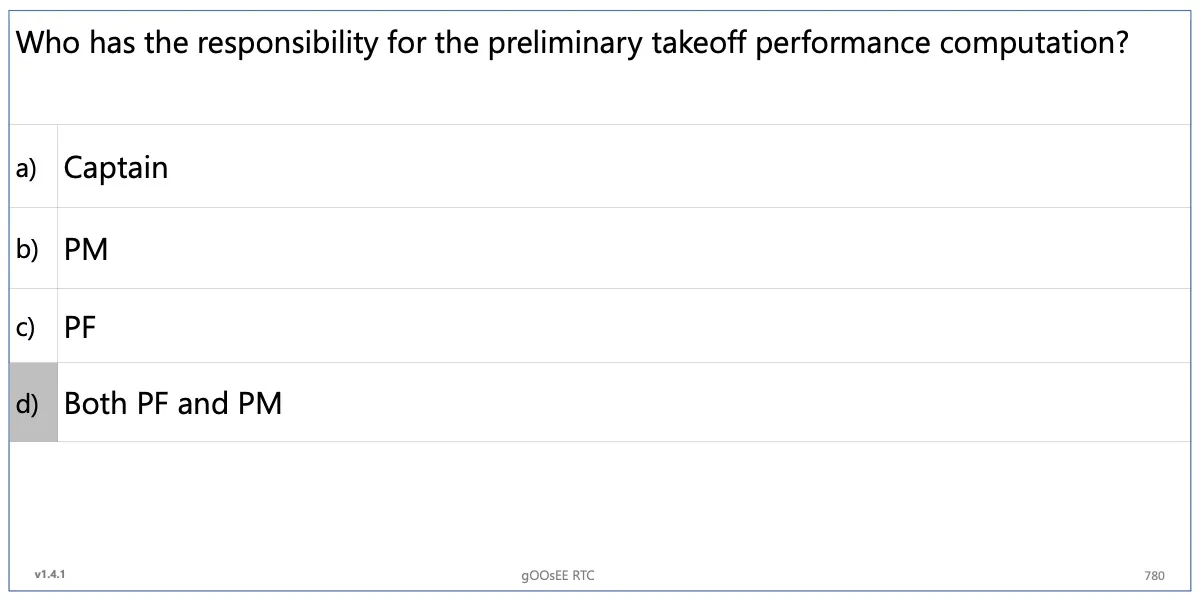 Who has the responsibility for the preliminary takeoff performance computation?
a) Captain
b) PM
c) PF
d) Both PF and PM
v1.4.1 gOOsEE RTC 780